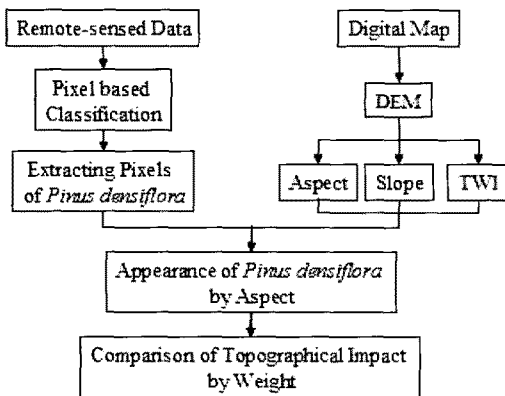 Remote-sensed Data
Digital Map
Pixel based
Classification
DEM
Extracting Pixels
of Pinus densiflora
Aspect
Slope
TWI
Appearance of Pinus densiflora
by Aspect
Comparison of Topographical Impact
by Weight